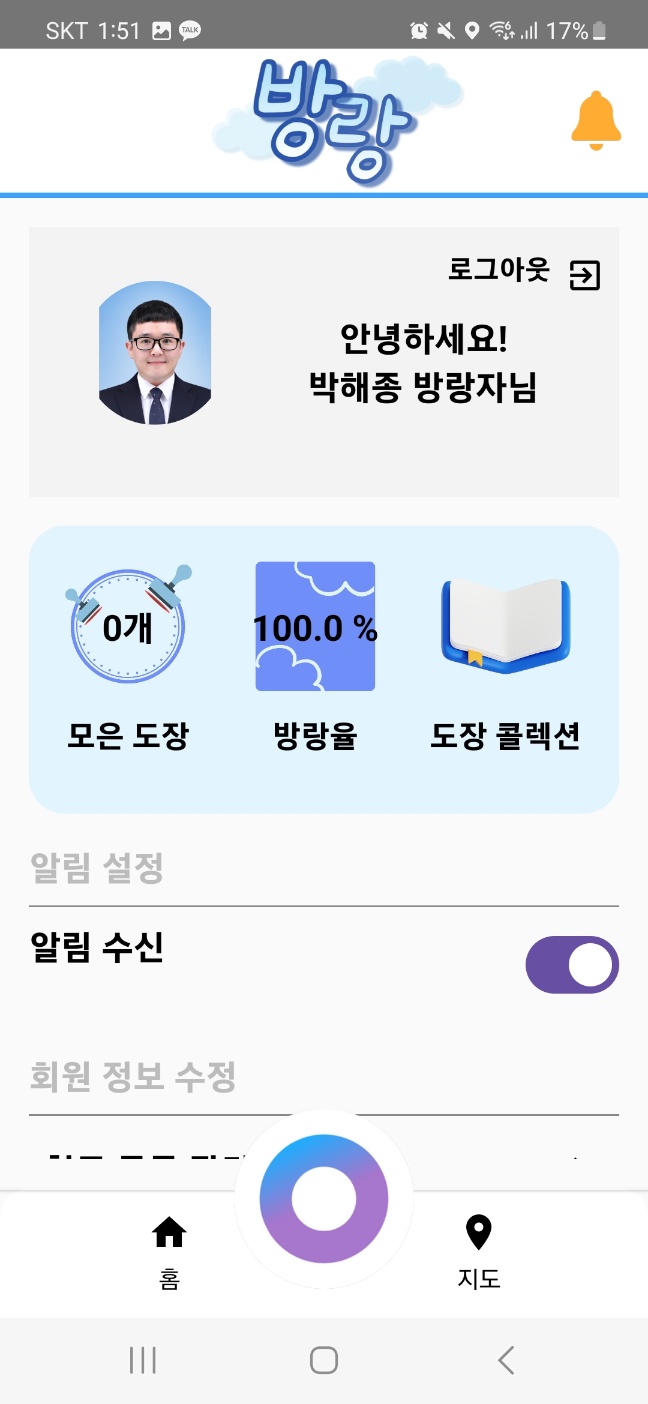 SKT 1:51 TALK 17%
방랑
로그아웃
안녕하세요!
박해종 방랑자님
0개 100.0 %
모은 도장 방랑율 도장 콜렉션
알림 설정
알림 수신
회원 정보 수정
홈 지도